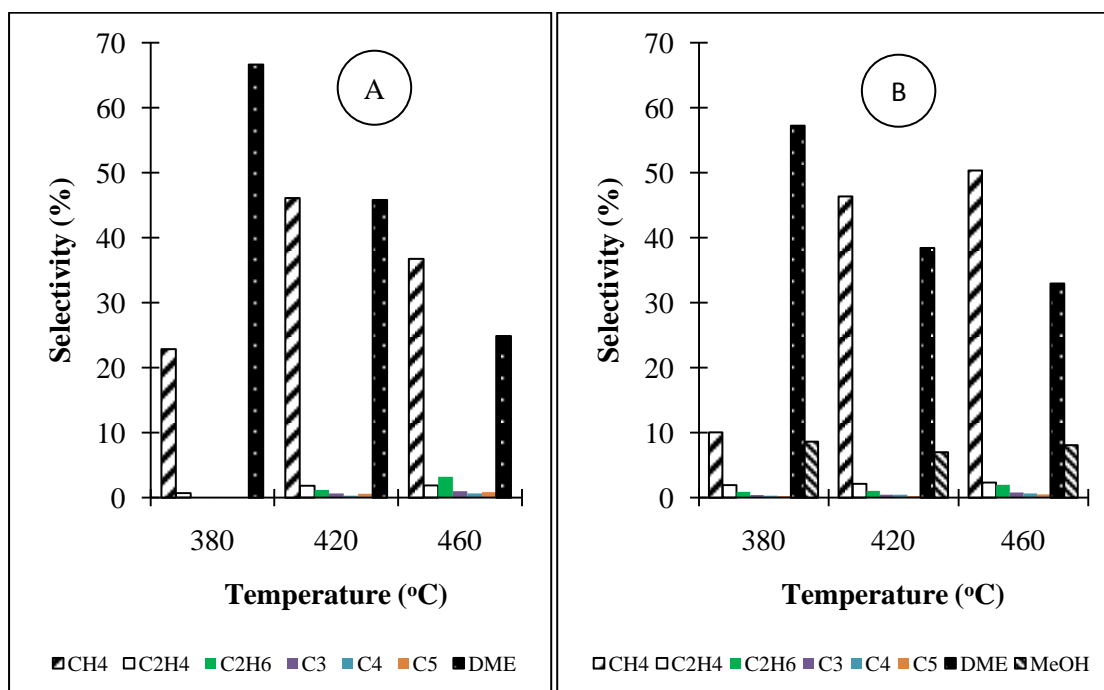 A
70
60
50
40
30
20
10
0
Selectivity (%)
380 420 460
Temperature (oC)
CH4 C2H4 C2H6 C3 C4 C5 DME
B
70
60
50
40
30
20
10
0
Selectivity (%)
380 420 460
Temperature (oC)
CH4 C2H4 C2H6 C3 C4 C5 DME MeOH